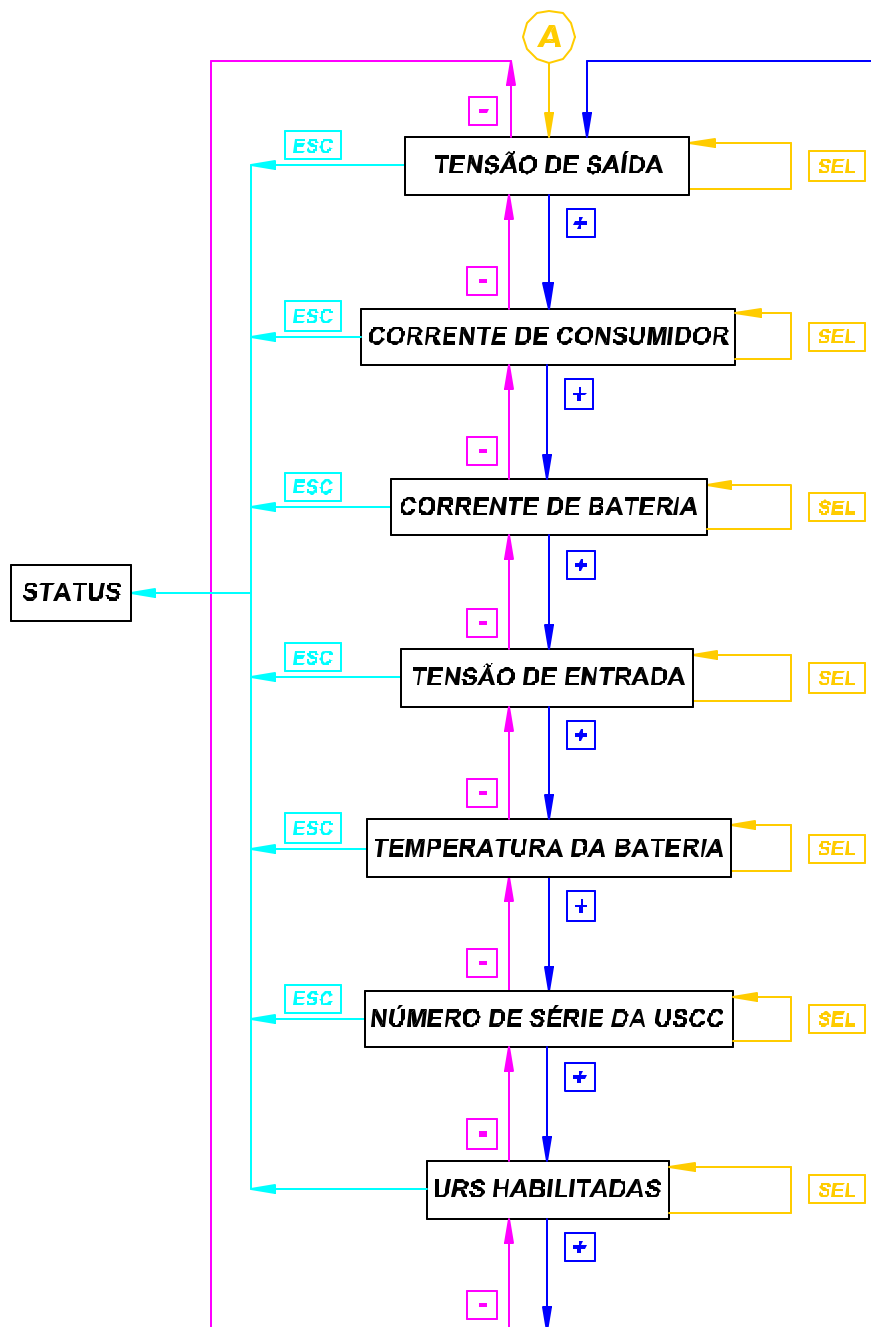 A
-
ESC
TENSÃO DE SAÍDA
SEL
+
-
ESC
CORRENTE DE CONSUMIDOR
SEL
+
-
ESC
CORRENTE DE BATERIA
SEL
+
STATUS
-
ESC
TENSÃO DE ENTRADA
SEL
+
-
ESC
TEMPERATURA DA BATERIA
SEL
+
-
ESC
NÚMERO DE SÉRIE DA USCC
SEL
+
-
URS HABILITADAS
SEL
+
-